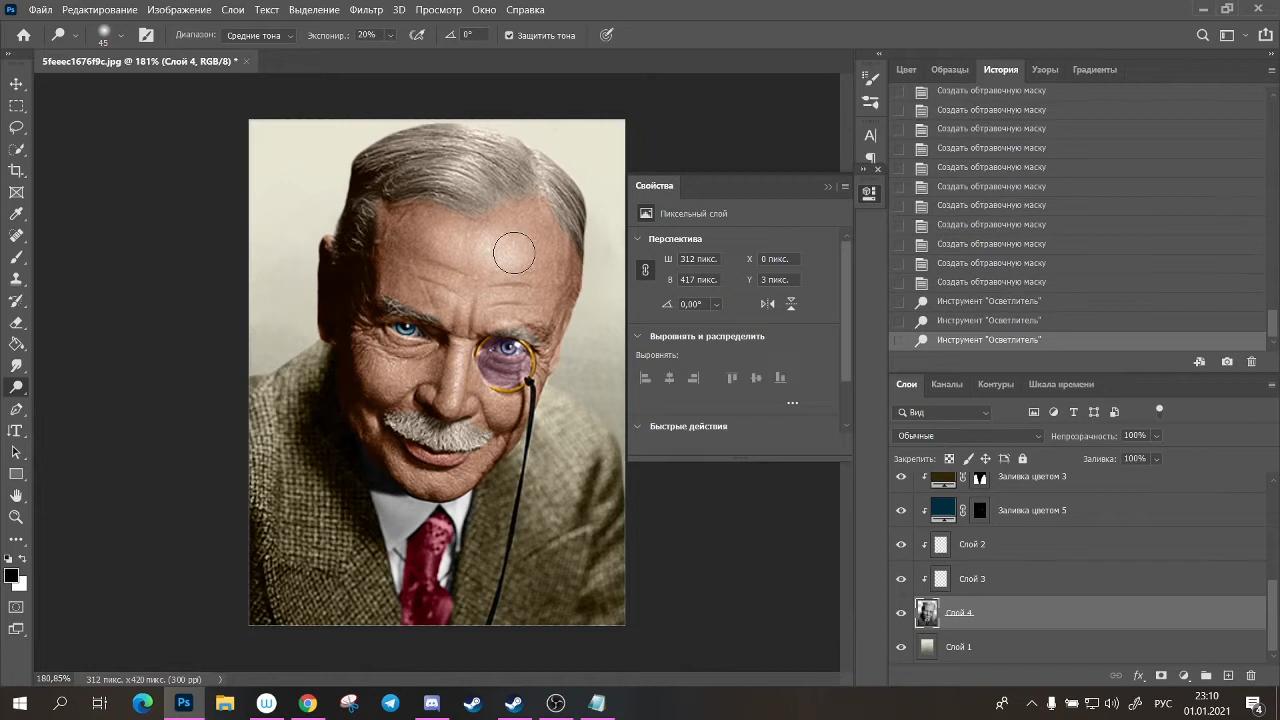 Ps Файл Редактирование Изображение Слои Текст Выделение Фильтр 3D Просмотр Окно Справка
45 Диапазон: Средние тона Экспонир.: 20% 0° Защитить тона
5feeec1676f9c.jpg @ 181% (Слой 4, RGB/8) *
Цвет Образцы История Узоры Градиенты
Создать обтравочную маску
Создать обтравочную маску
Создать обтравочную маску
Создать обтравочную маску
Создать обтравочную маску
Создать обтравочную маску
Создать обтравочную маску
Создать обтравочную маску
Создать обтравочную маску
Создать обтравочную маску
Создать обтравочную маску
Инструмент "Осветлитель"
Инструмент "Осветлитель"
Инструмент "Осветлитель"
Свойства
Пиксельный слой
Перспектива
Ш 312 пикс. X 0 пикс.
В 417 пикс. Y 3 пикс.
0,00°
Выровнять и распределить
Выровнять:
Быстрые действия
Слои Каналы Контуры Шкала времени
Вид
Обычные Непрозрачность: 100%
Закрепить: Заливка: 100%
Заливка цветом 3
Заливка цветом 5
Слой 2
Слой 3
Слой 4
Слой 1
180,85% 312 пикс. x 420 пикс. (300 ppi)
РУС 23:10
01.01.2021
4